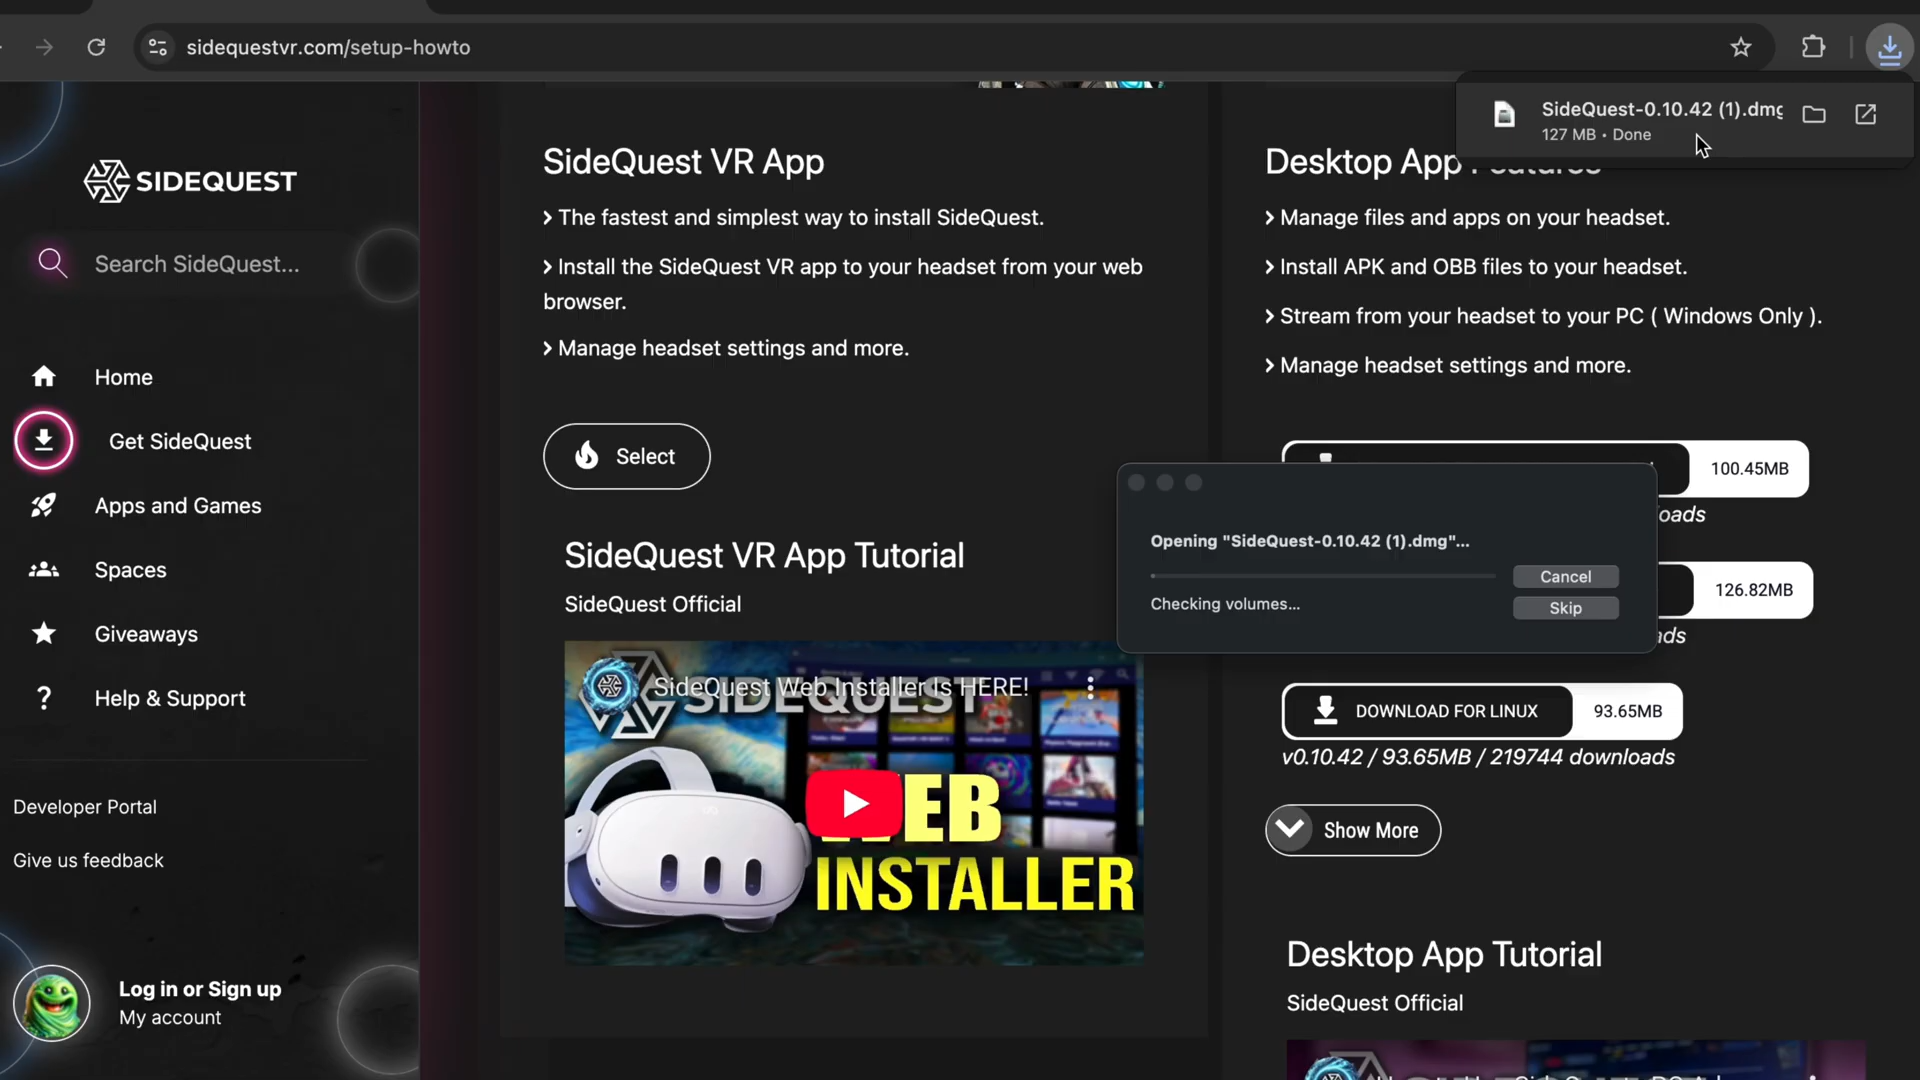 sidequestvr.com/setup-howto
SideQuest-0.10.42 (1).dmg
127 MB • Done
SIDEQUEST
Search SideQuest...
Home
Get SideQuest
Apps and Games
Spaces
Giveaways
Help & Support
Developer Portal
Give us feedback
Log in or Sign up
My account
SideQuest VR App
> The fastest and simplest way to install SideQuest.
> Install the SideQuest VR app to your headset from your web
browser.
> Manage headset settings and more.
Select
SideQuest VR App Tutorial
SideQuest Official
SideQuest Web Installer Is HERE!
SIDEQUEST
WEB
INSTALLER
Desktop App Features
> Manage files and apps on your headset.
> Install APK and OBB files to your headset.
> Stream from your headset to your PC ( Windows Only ).
> Manage headset settings and more.
100.45MB
oads
Opening "SideQuest-0.10.42 (1).dmg"...
Cancel
Checking volumes...
Skip
126.82MB
ads
DOWNLOAD FOR LINUX 93.65MB
v0.10.42 / 93.65MB / 219744 downloads
Show More
Desktop App Tutorial
SideQuest Official